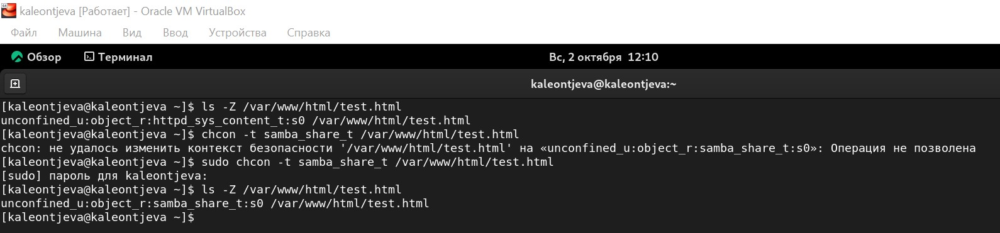 kaleontjeva [Работает] - Oracle VM VirtualBox
Файл Машина Вид Ввод Устройства Справка
Обзор Терминал Вс, 2 октября 12:10
kaleontjeva@kaleontjeva:~
[kaleontjeva@kaleontjeva ~]$ ls -Z /var/www/html/test.html
unconfined_u:object_r:httpd_sys_content_t:s0 /var/www/html/test.html
[kaleontjeva@kaleontjeva ~]$ chcon -t samba_share_t /var/www/html/test.html
chcon: не удалось изменить контекст безопасности '/var/www/html/test.html' на «unconfined_u:object_r:samba_share_t:s0»: Операция не позволена
[kaleontjeva@kaleontjeva ~]$ sudo chcon -t samba_share_t /var/www/html/test.html
[sudo] пароль для kaleontjeva:
[kaleontjeva@kaleontjeva ~]$ ls -Z /var/www/html/test.html
unconfined_u:object_r:samba_share_t:s0 /var/www/html/test.html
[kaleontjeva@kaleontjeva ~]$